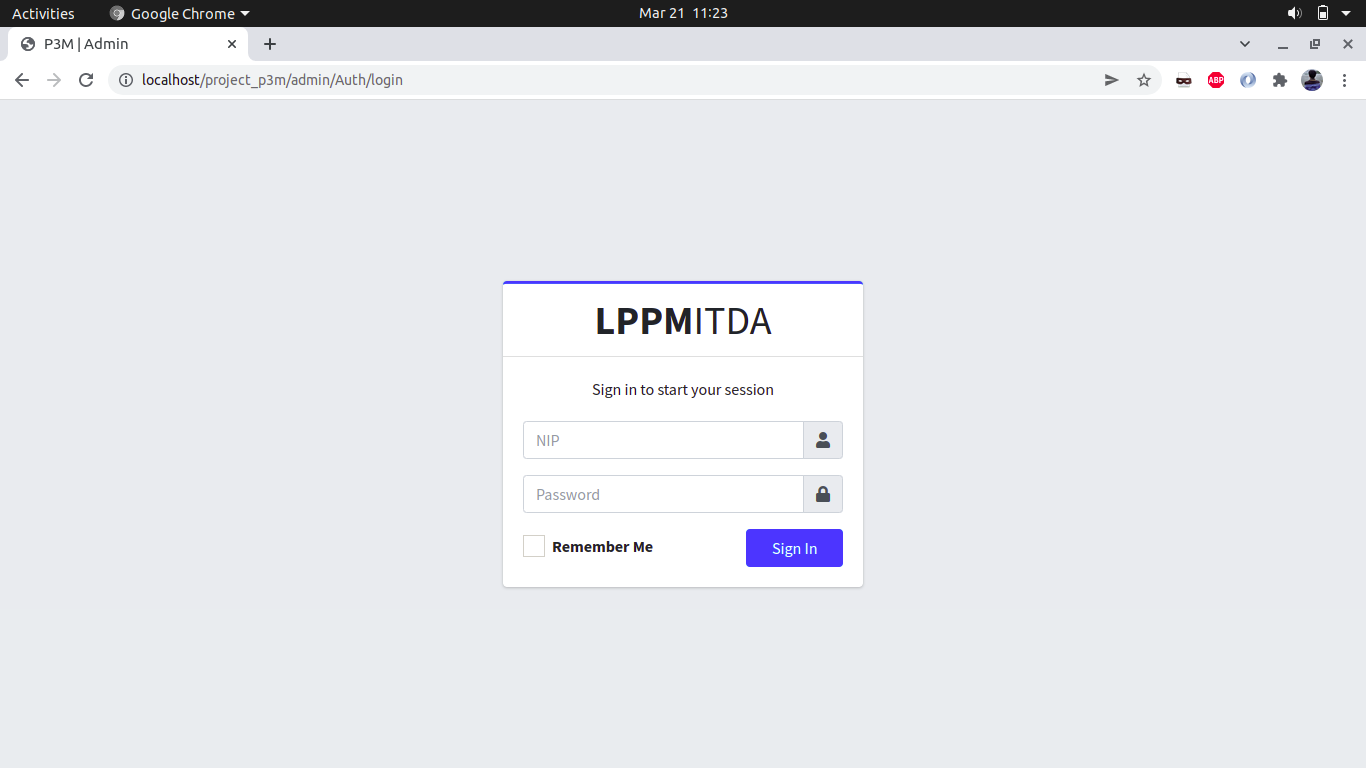 Activities Google Chrome Mar 21 11:23
P3M | Admin
localhost/project_p3m/admin/Auth/login ABP
LPPMITDA
Sign in to start your session
NIP
Password
Remember Me Sign In